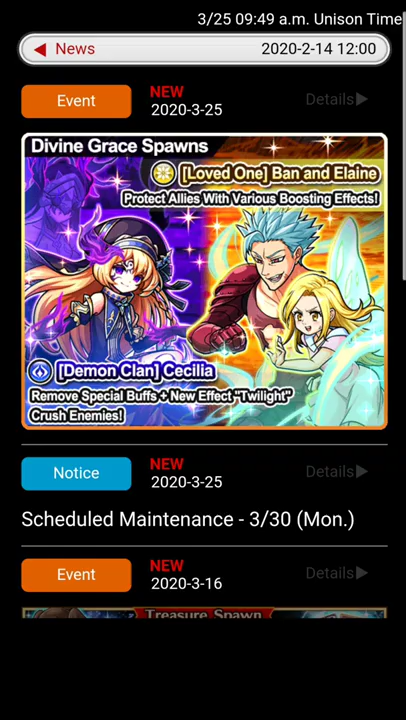 3/25 09:49 a.m. Unison Time
◀ News 2020-2-14 12:00
Event NEW Details▶
2020-3-25
Divine Grace Spawns
[Loved One] Ban and Elaine
Protect Allies With Various Boosting Effects!
[Demon Clan] Cecilia
Remove Special Buffs + New Effect "Twilight"
Crush Enemies!
Notice NEW Details▶
2020-3-25
Scheduled Maintenance - 3/30 (Mon.)
Event NEW Details▶
2020-3-16
Treasure Spawn